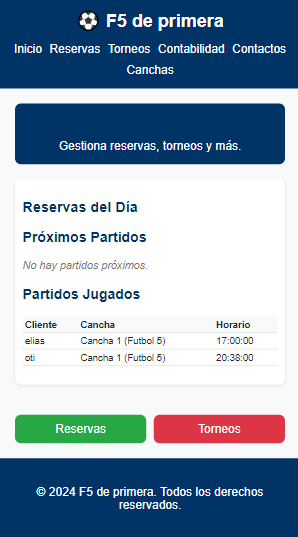 F5 de primera
Inicio Reservas Torneos Contabilidad Contactos
Canchas
Gestiona reservas, torneos y más.
Reservas del Día
Próximos Partidos
No hay partidos próximos.
Partidos Jugados
Cliente Cancha Horario
elias Cancha 1 (Futbol 5) 17:00:00
oti Cancha 1 (Futbol 5) 20:38:00
Reservas Torneos
© 2024 F5 de primera. Todos los derechos
reservados.